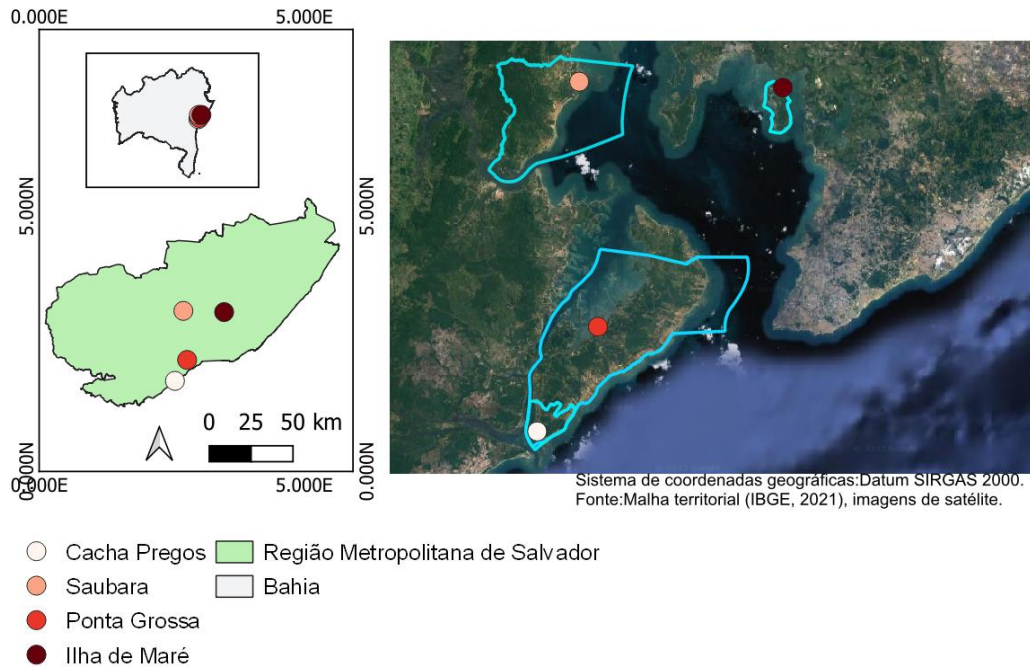 0.000E 5.000E
5.000N
0 25 50 km
0.000N
5.000N
0.000N
0.000E 5.000E
Sistema de coordenadas geográficas:Datum SIRGAS 2000.
Fonte:Malha territorial (IBGE, 2021), imagens de satélite.
Cacha Pregos
Saubara
Ponta Grossa
Ilha de Maré
Região Metropolitana de Salvador
Bahia